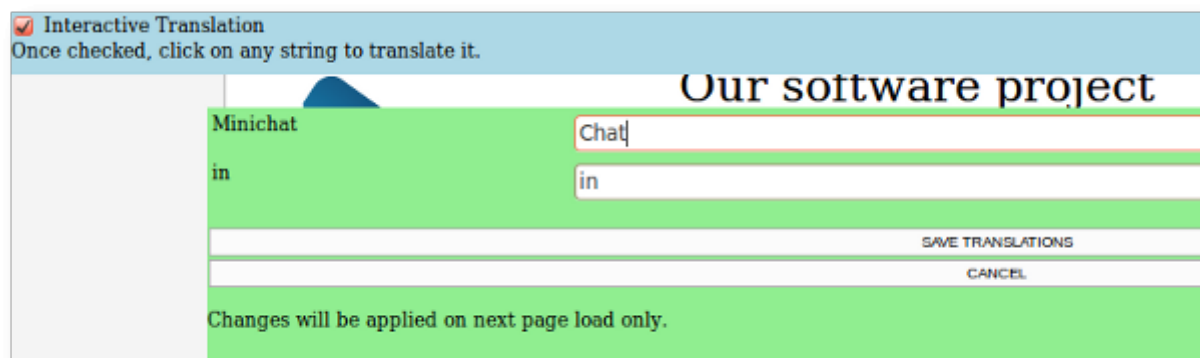 Interactive Translation
Once checked, click on any string to translate it.
Our software project
Minichat
Chat
in
in
SAVE TRANSLATIONS
CANCEL
Changes will be applied on next page load only.